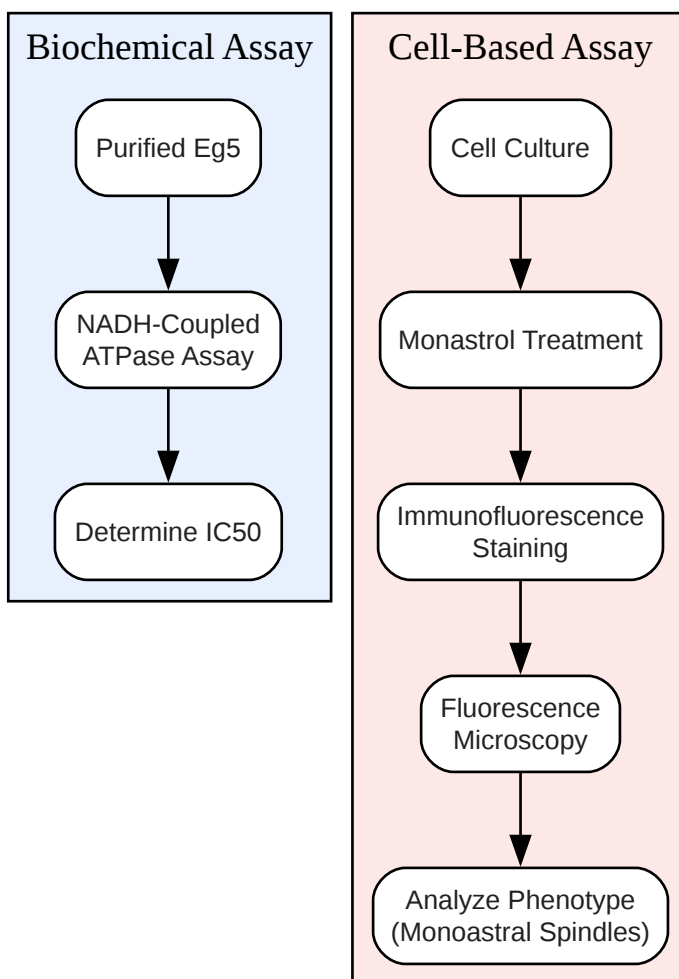 Biochemical Assay
Purified Eg5
NADH-Coupled
ATPase Assay
Determine IC50
Cell-Based Assay
Cell Culture
Monastrol Treatment
Immunofluorescence
Staining
Fluorescence
Microscopy
Analyze Phenotype
(Monoastral Spindles)